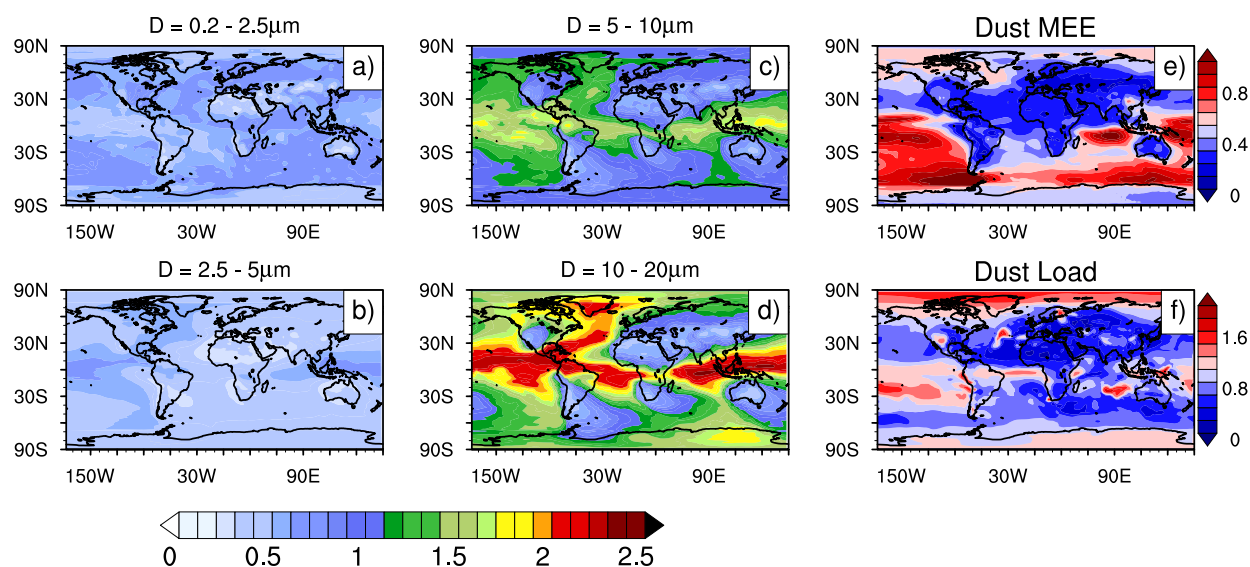 D = 0.2 - 2.5µm
D = 5 - 10µm
Dust MEE
90N
30N
30S
90S
a)
150W 30W 90E
90N
30N
30S
90S
c)
150W 30W 90E
90N
30N
30S
90S
e)
150W 30W 90E
0.8
0.4
0
D = 2.5 - 5µm
D = 10 - 20µm
Dust Load
90N
30N
30S
90S
b)
150W 30W 90E
90N
30N
30S
90S
d)
150W 30W 90E
90N
30N
30S
90S
f)
150W 30W 90E
1.6
0.8
0
0 0.5 1 1.5 2 2.5